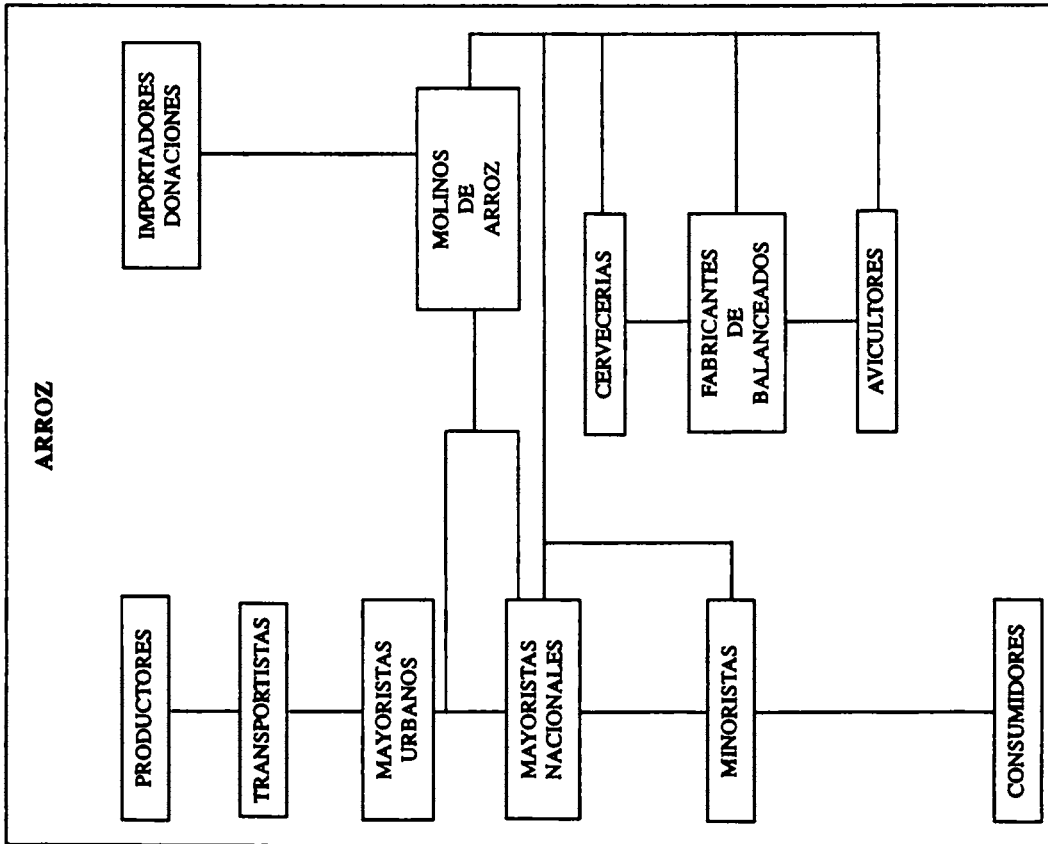 ARROZ
PRODUCTORES
TRANSPORTISTAS
MAYORISTAS
URBANOS
MAYORISTAS
NACIONALES
MINORISTAS
CONSUMIDORES
IMPORTADORES
DONACIONES
MOLINOS
DE
ARROZ
CERVECERIAS
FABRICANTES
DE
BALANCEADOS
AVICULTORES